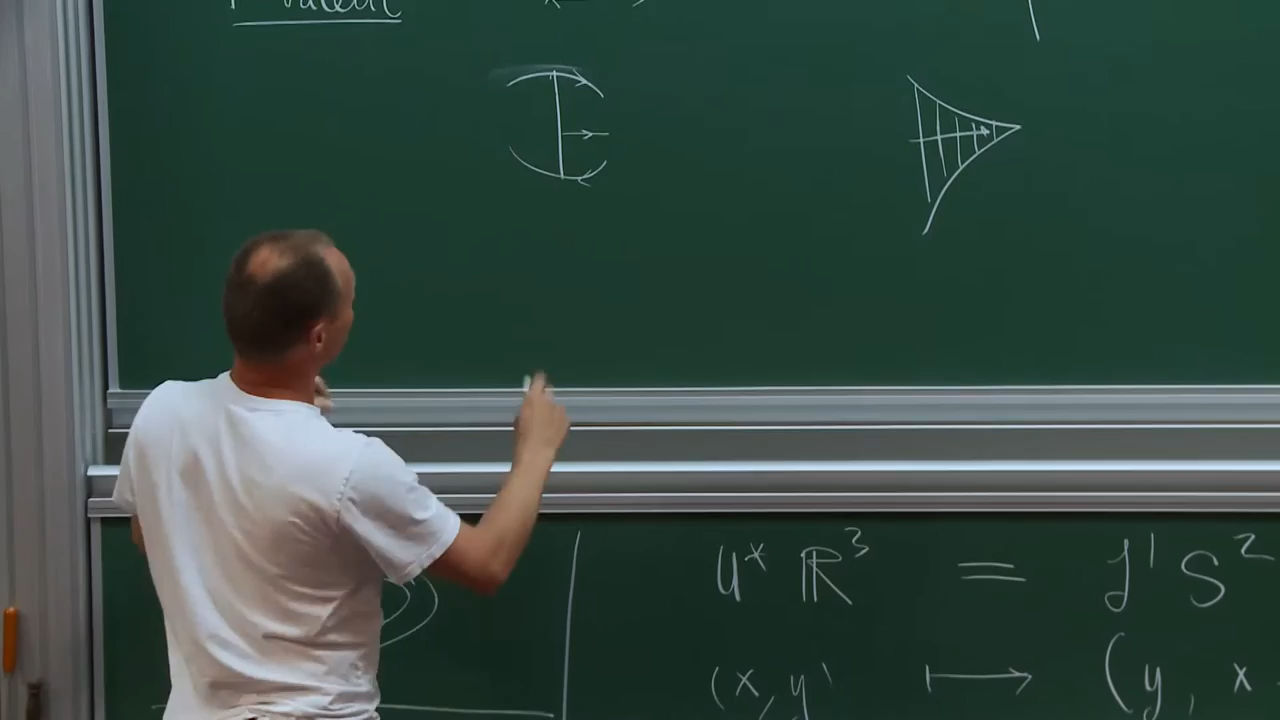 U* ℝ³ = J¹ S²
(x, y) ⟼ (y, x